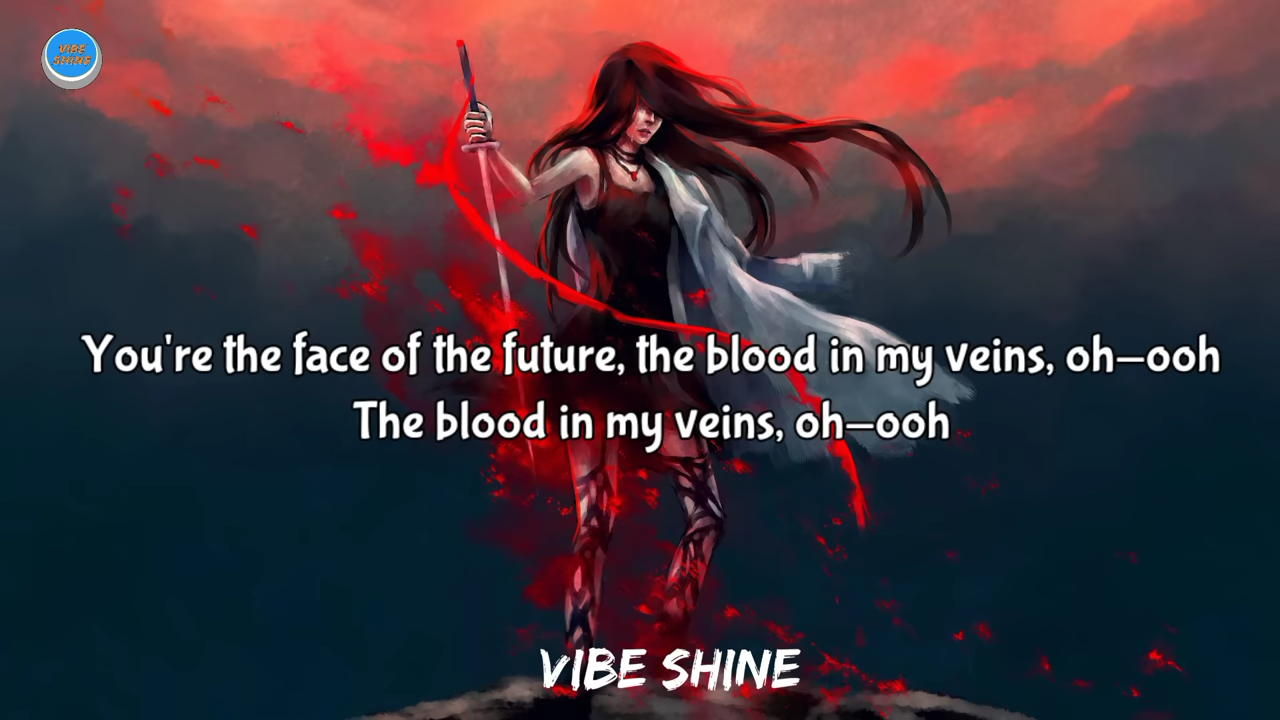 VIBE
SHINE
You're the face of the future, the blood in my veins, oh–ooh
The blood in my veins, oh–ooh
VIBE SHINE